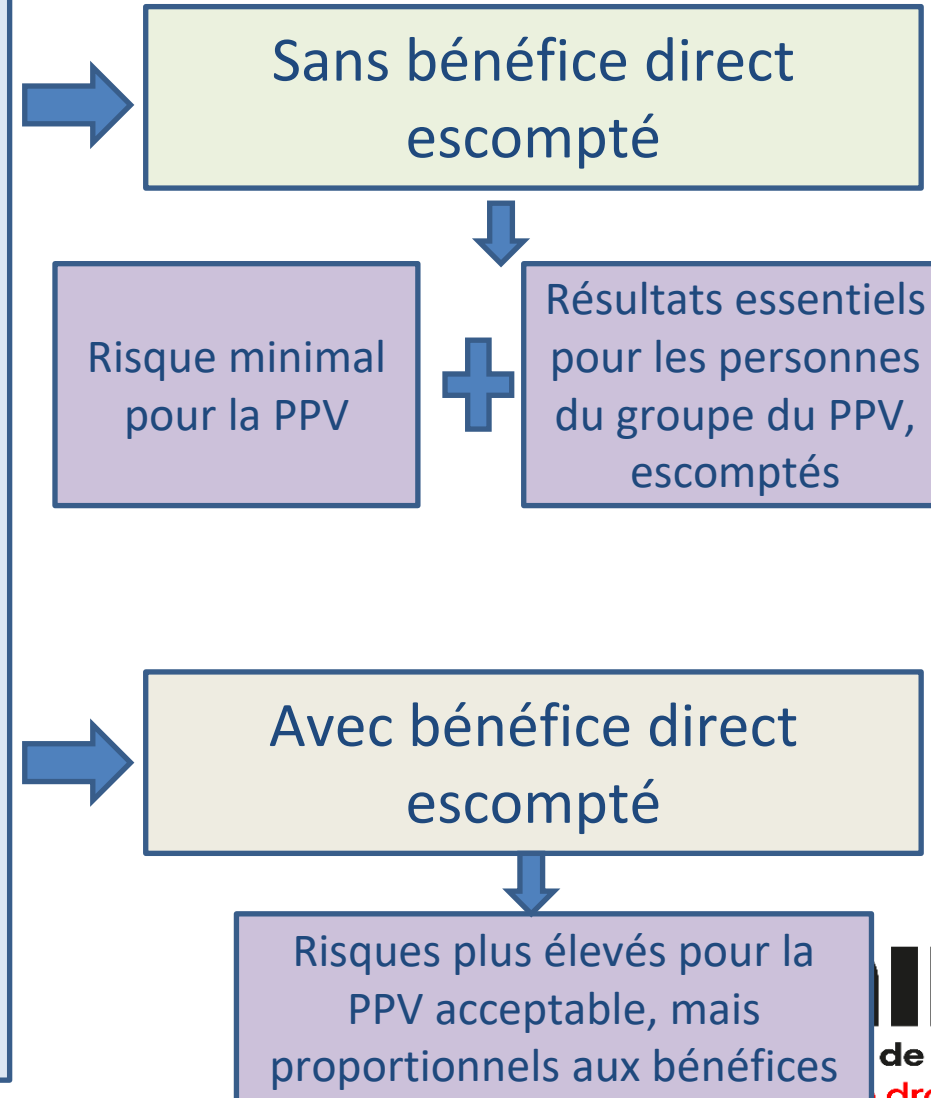 Sans bénéfice direct
escompté
Risque minimal
pour la PPV
Résultats essentiels
pour les personnes
du groupe du PPV,
escomptés
Avec bénéfice direct
escompté
Risques plus élevés pour la
PPV acceptable, mais
proportionnels aux bénéfices
de